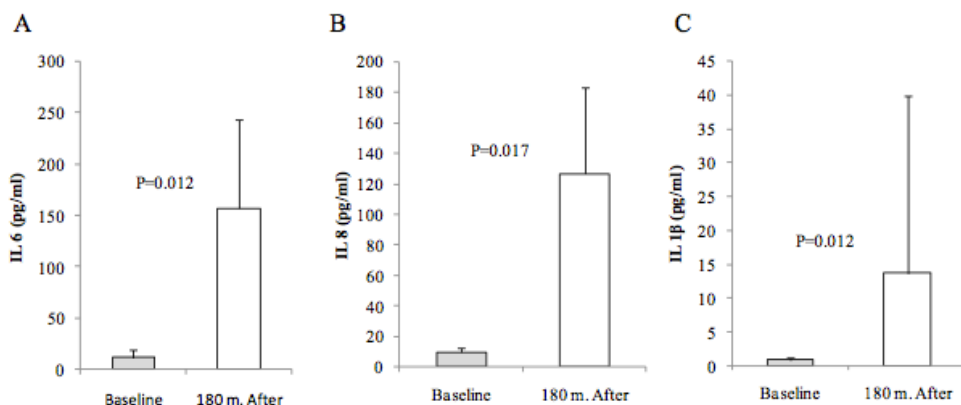 A
IL 6 (pg/ml)
300
250
200
150
100
50
0
P=0.012
Baseline 180 m. After
B
IL 8 (pg/ml)
200
180
160
140
120
100
80
60
40
20
0
P=0.017
Baseline 180 m. After
C
IL 1β (pg/ml)
45
40
35
30
25
20
15
10
5
0
P=0.012
Baseline 180 m. After